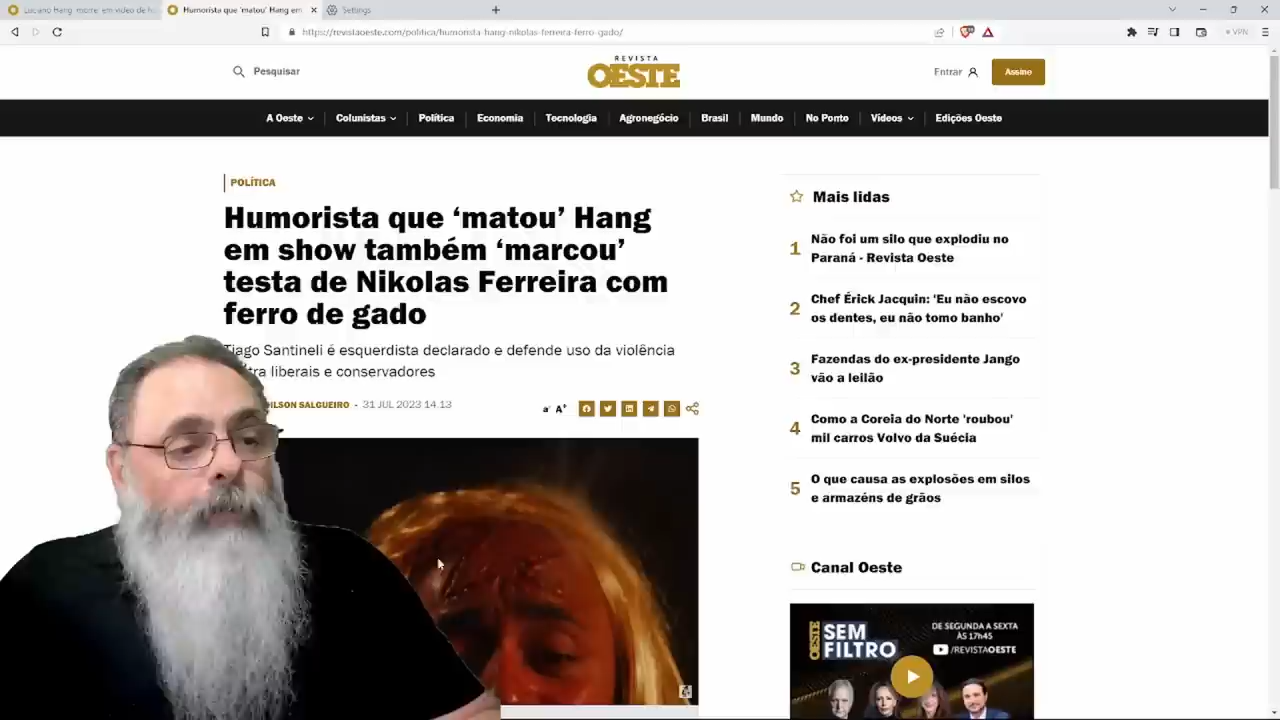 Luciano Hang 'morre' em vídeo de hu
Humorista que 'matou' Hang em
Settings
https://revistaoeste.com/politica/humorista-hang-nikolas-ferreira-ferro-gado/
VPN
Pesquisar
REVISTA
OESTE
Entrar
Assine
A Oeste
Colunistas
Política
Economia
Tecnologia
Agronegócio
Brasil
Mundo
No Ponto
Vídeos
Edições Oeste
POLÍTICA
Humorista que ‘matou’ Hang
em show também ‘marcou’
testa de Nikolas Ferreira com
ferro de gado
Tiago Santineli é esquerdista declarado e defende uso da violência
liberais e conservadores
SALGUEIRO - 31 JUL 2023 14.13
a- A+
Mais lidas
1 Não foi um silo que explodiu no
Paraná - Revista Oeste
2 Chef Érick Jacquin: 'Eu não escovo
os dentes, eu não tomo banho'
3 Fazendas do ex-presidente Jango
vão a leilão
4 Como a Coreia do Norte 'roubou'
mil carros Volvo da Suécia
5 O que causa as explosões em silos
e armazéns de grãos
Canal Oeste
OESTE SEM
FILTRO
DE SEGUNDA A SEXTA
ÀS 17h45
/REVISTAOESTE